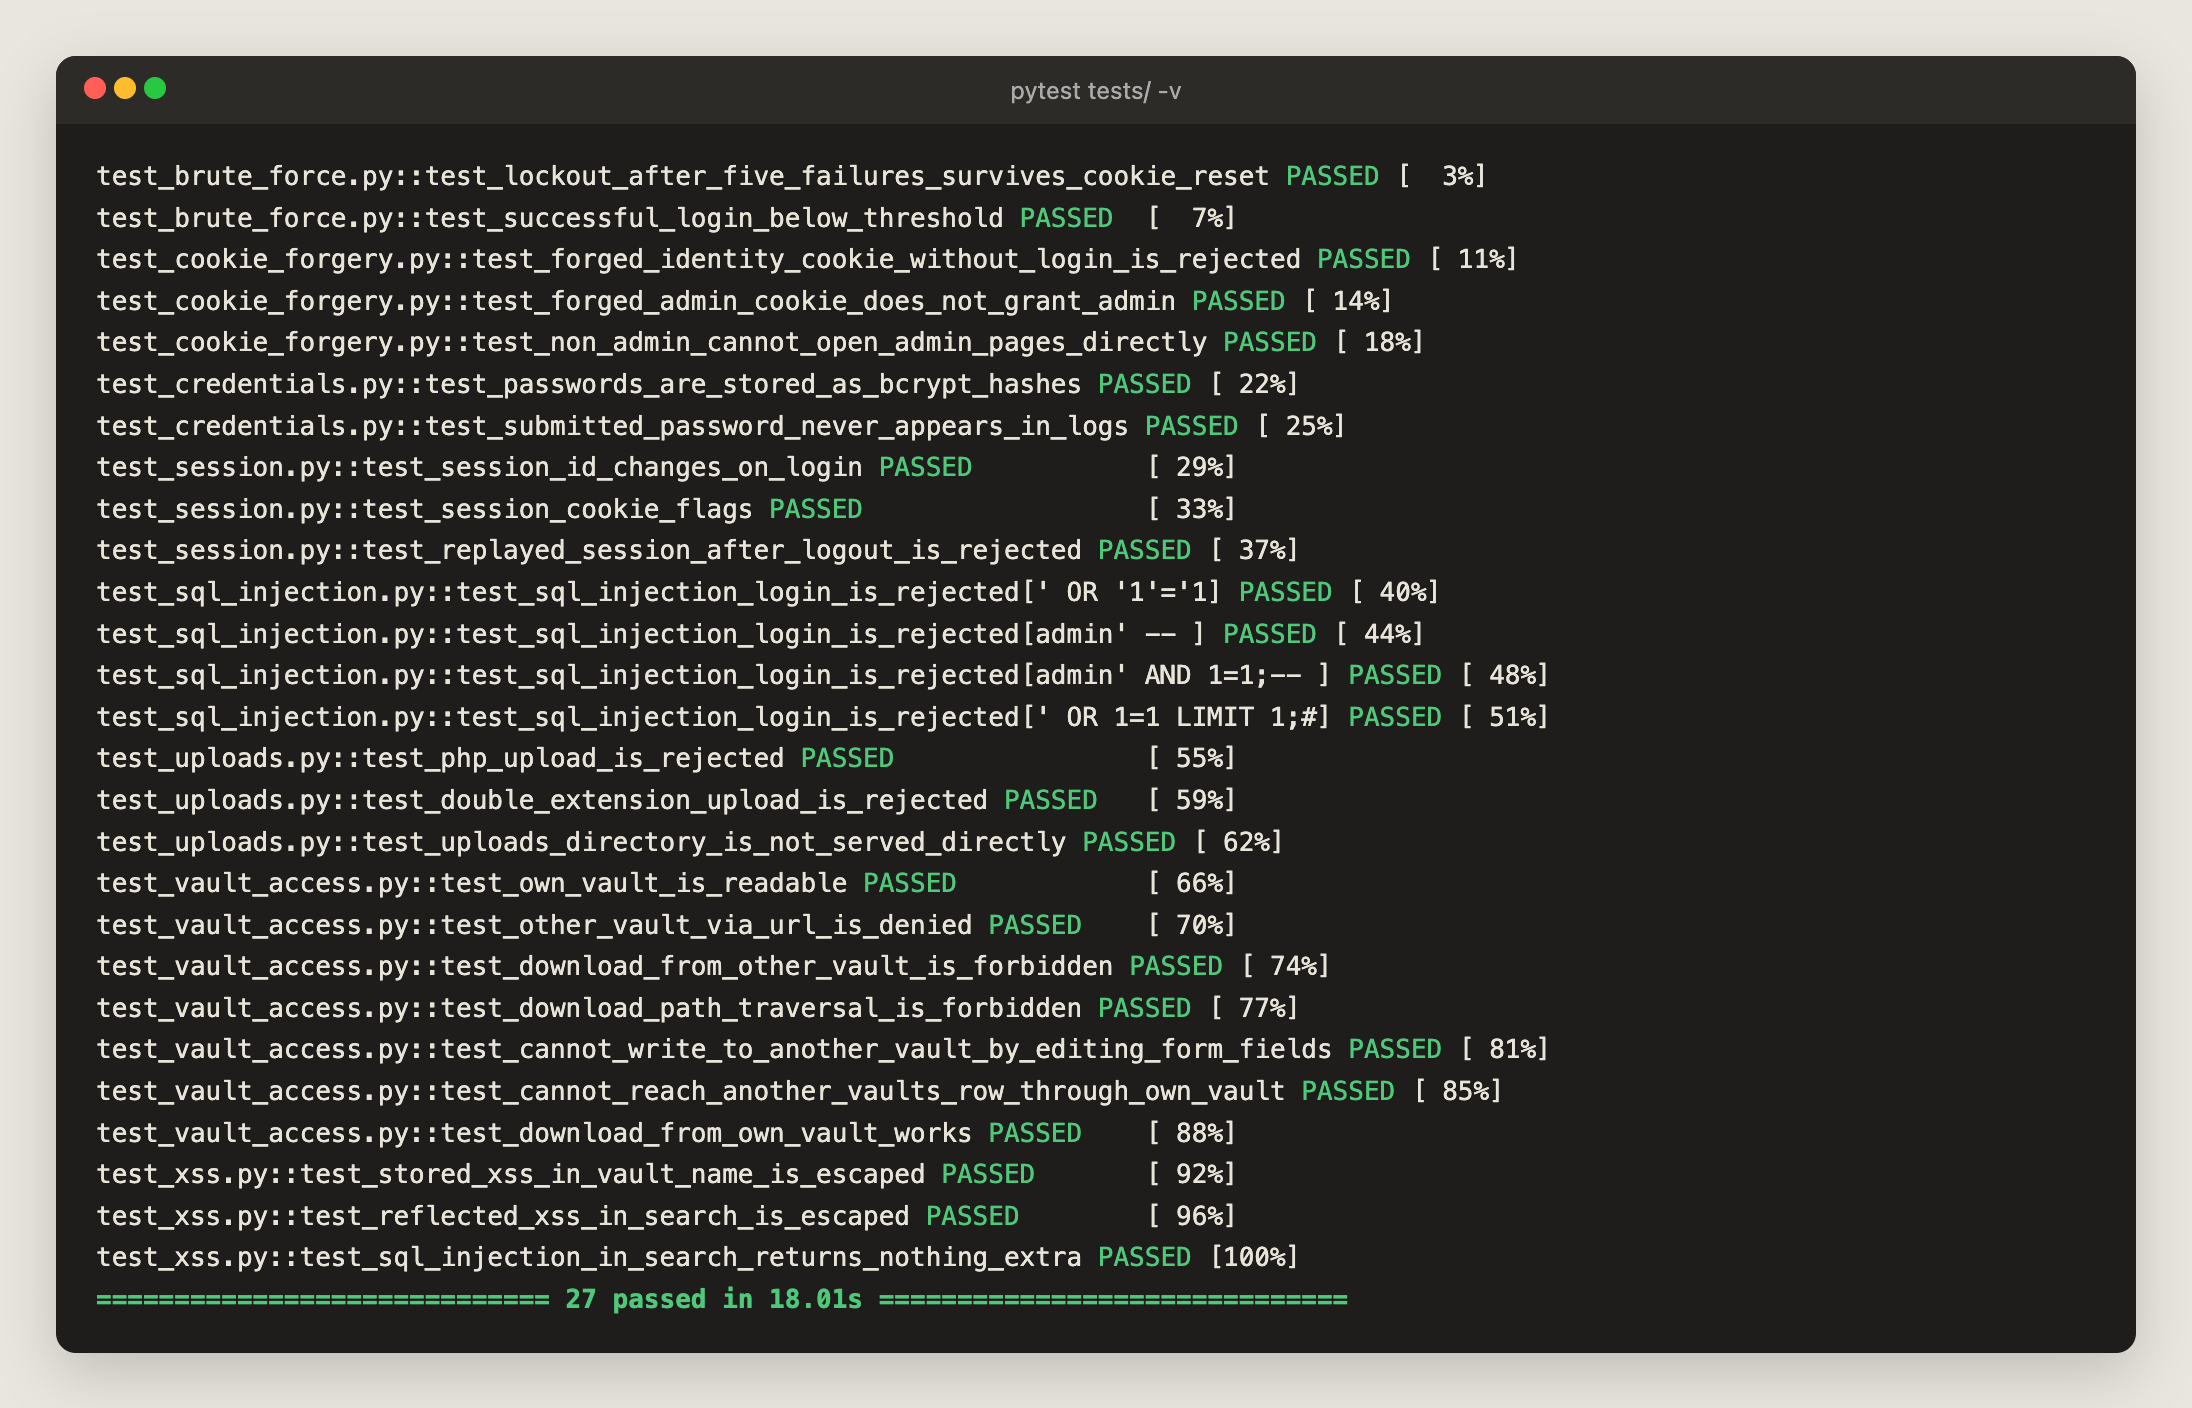 pytest tests/ -v
test_brute_force.py::test_lockout_after_five_failures_survives_cookie_reset PASSED [  3%]
test_brute_force.py::test_successful_login_below_threshold PASSED  [  7%]
test_cookie_forgery.py::test_forged_identity_cookie_without_login_is_rejected PASSED [ 11%]
test_cookie_forgery.py::test_forged_admin_cookie_does_not_grant_admin PASSED [ 14%]
test_cookie_forgery.py::test_non_admin_cannot_open_admin_pages_directly PASSED [ 18%]
test_credentials.py::test_passwords_are_stored_as_bcrypt_hashes PASSED [ 22%]
test_credentials.py::test_submitted_password_never_appears_in_logs PASSED [ 25%]
test_session.py::test_session_id_changes_on_login PASSED           [ 29%]
test_session.py::test_session_cookie_flags PASSED                  [ 33%]
test_session.py::test_replayed_session_after_logout_is_rejected PASSED [ 37%]
test_sql_injection.py::test_sql_injection_login_is_rejected[' OR '1'='1] PASSED [ 40%]
test_sql_injection.py::test_sql_injection_login_is_rejected[admin' -- ] PASSED [ 44%]
test_sql_injection.py::test_sql_injection_login_is_rejected[admin' AND 1=1;-- ] PASSED [ 48%]
test_sql_injection.py::test_sql_injection_login_is_rejected[' OR 1=1 LIMIT 1;#] PASSED [ 51%]
test_uploads.py::test_php_upload_is_rejected PASSED                [ 55%]
test_uploads.py::test_double_extension_upload_is_rejected PASSED   [ 59%]
test_uploads.py::test_uploads_directory_is_not_served_directly PASSED [ 62%]
test_vault_access.py::test_own_vault_is_readable PASSED            [ 66%]
test_vault_access.py::test_other_vault_via_url_is_denied PASSED    [ 70%]
test_vault_access.py::test_download_from_other_vault_is_forbidden PASSED [ 74%]
test_vault_access.py::test_download_path_traversal_is_forbidden PASSED [ 77%]
test_vault_access.py::test_cannot_write_to_another_vault_by_editing_form_fields PASSED [ 81%]
test_vault_access.py::test_cannot_reach_another_vaults_row_through_own_vault PASSED [ 85%]
test_vault_access.py::test_download_from_own_vault_works PASSED    [ 88%]
test_xss.py::test_stored_xss_in_vault_name_is_escaped PASSED       [ 92%]
test_xss.py::test_reflected_xss_in_search_is_escaped PASSED        [ 96%]
test_xss.py::test_sql_injection_in_search_returns_nothing_extra PASSED [100%]
============================= 27 passed in 18.01s ==============================